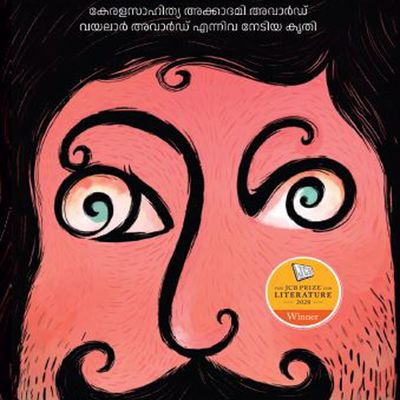 കേരളസാഹിത്യ അക്കാദമി അവാർഡ്
വയലാർ അവാർഡ് എന്നിവ നേടിയ കൃതി
THE JCB PRIZE FOR
LITERATURE
2020
Winner